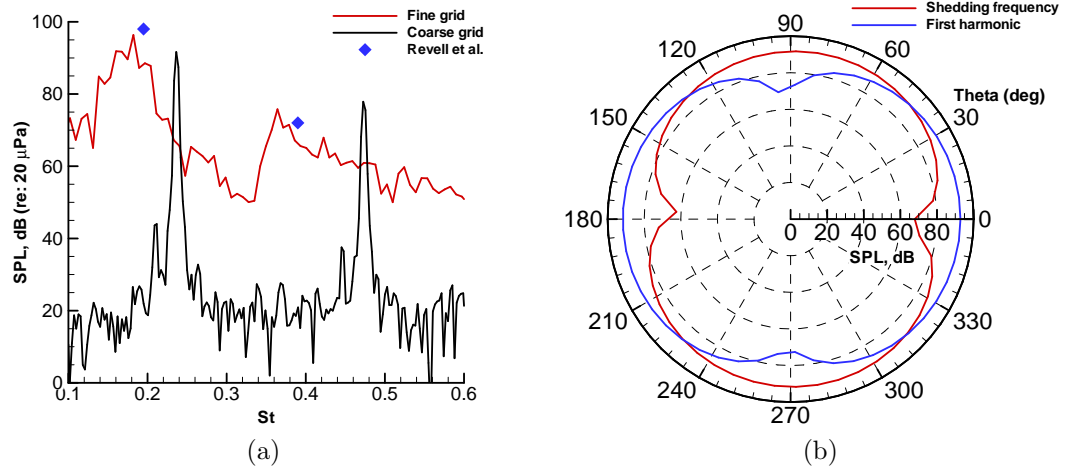 Fine grid
Coarse grid
Revell et al.
100
80
60
40
20
0
SPL, dB (re: 20 μPa)
0.1
0.2
0.3
0.4
0.5
0.6
St
(a)
Shedding frequency
First harmonic
Theta (deg)
90
60
30
0
330
300
270
240
210
180
150
120
0 20 40 60 80
SPL, dB
(b)